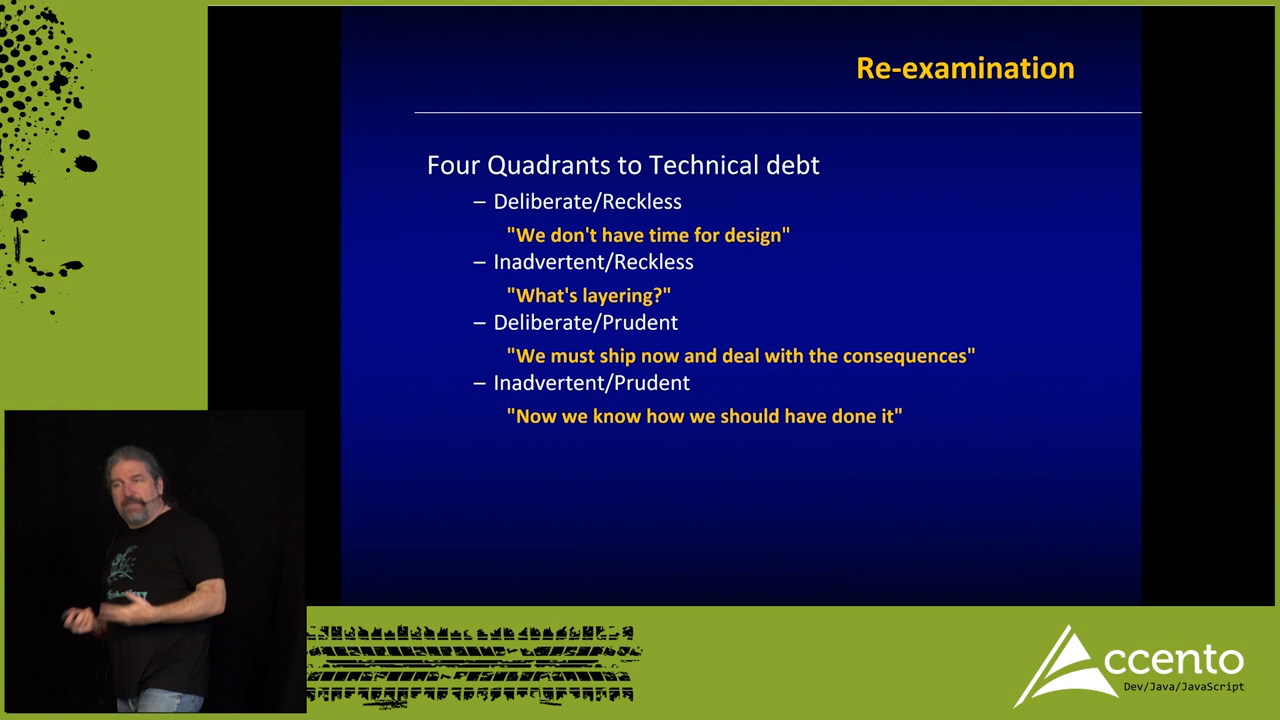 Re-examination
Four Quadrants to Technical debt
– Deliberate/Reckless
"We don't have time for design"
– Inadvertent/Reckless
"What's layering?"
– Deliberate/Prudent
"We must ship now and deal with the consequences"
– Inadvertent/Prudent
"Now we know how we should have done it"
Accento
Dev/Java/JavaScript